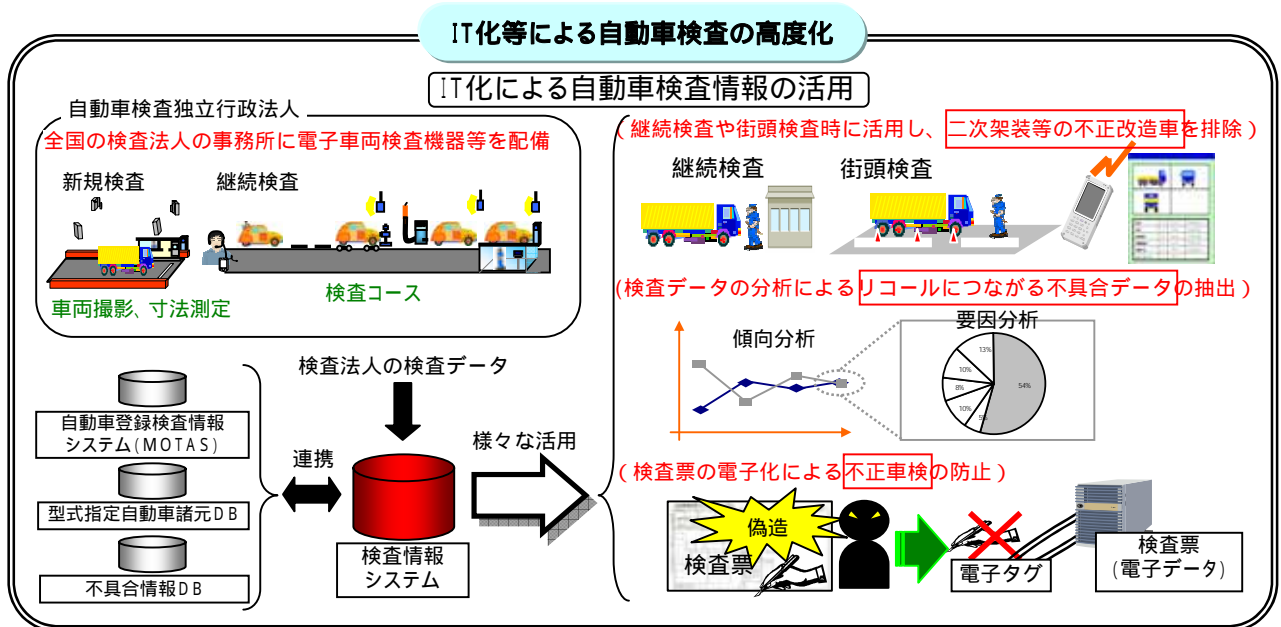 IT化等による自動車検査の高度化
IT化による自動車検査情報の活用
自動車検査独立行政法人
全国の検査法人の事務所に電子車両検査機器等を配備
新規検査
継続検査
車両撮影、寸法測定
検査コース
検査法人の検査データ
自動車登録検査情報
システム(MOTAS)
型式指定自動車諸元DB
不具合情報DB
連携
検査情報
システム
様々な活用
(継続検査や街頭検査時に活用し、二次架装等の不正改造車を排除)
継続検査
街頭検査
(検査データの分析によるリコールにつながる不具合データの抽出)
傾向分析
要因分析
13%
10%
8%
10%
5%
54%
(検査票の電子化による不正車検の防止)
偽造
検査票
電子タグ
検査票
(電子データ)